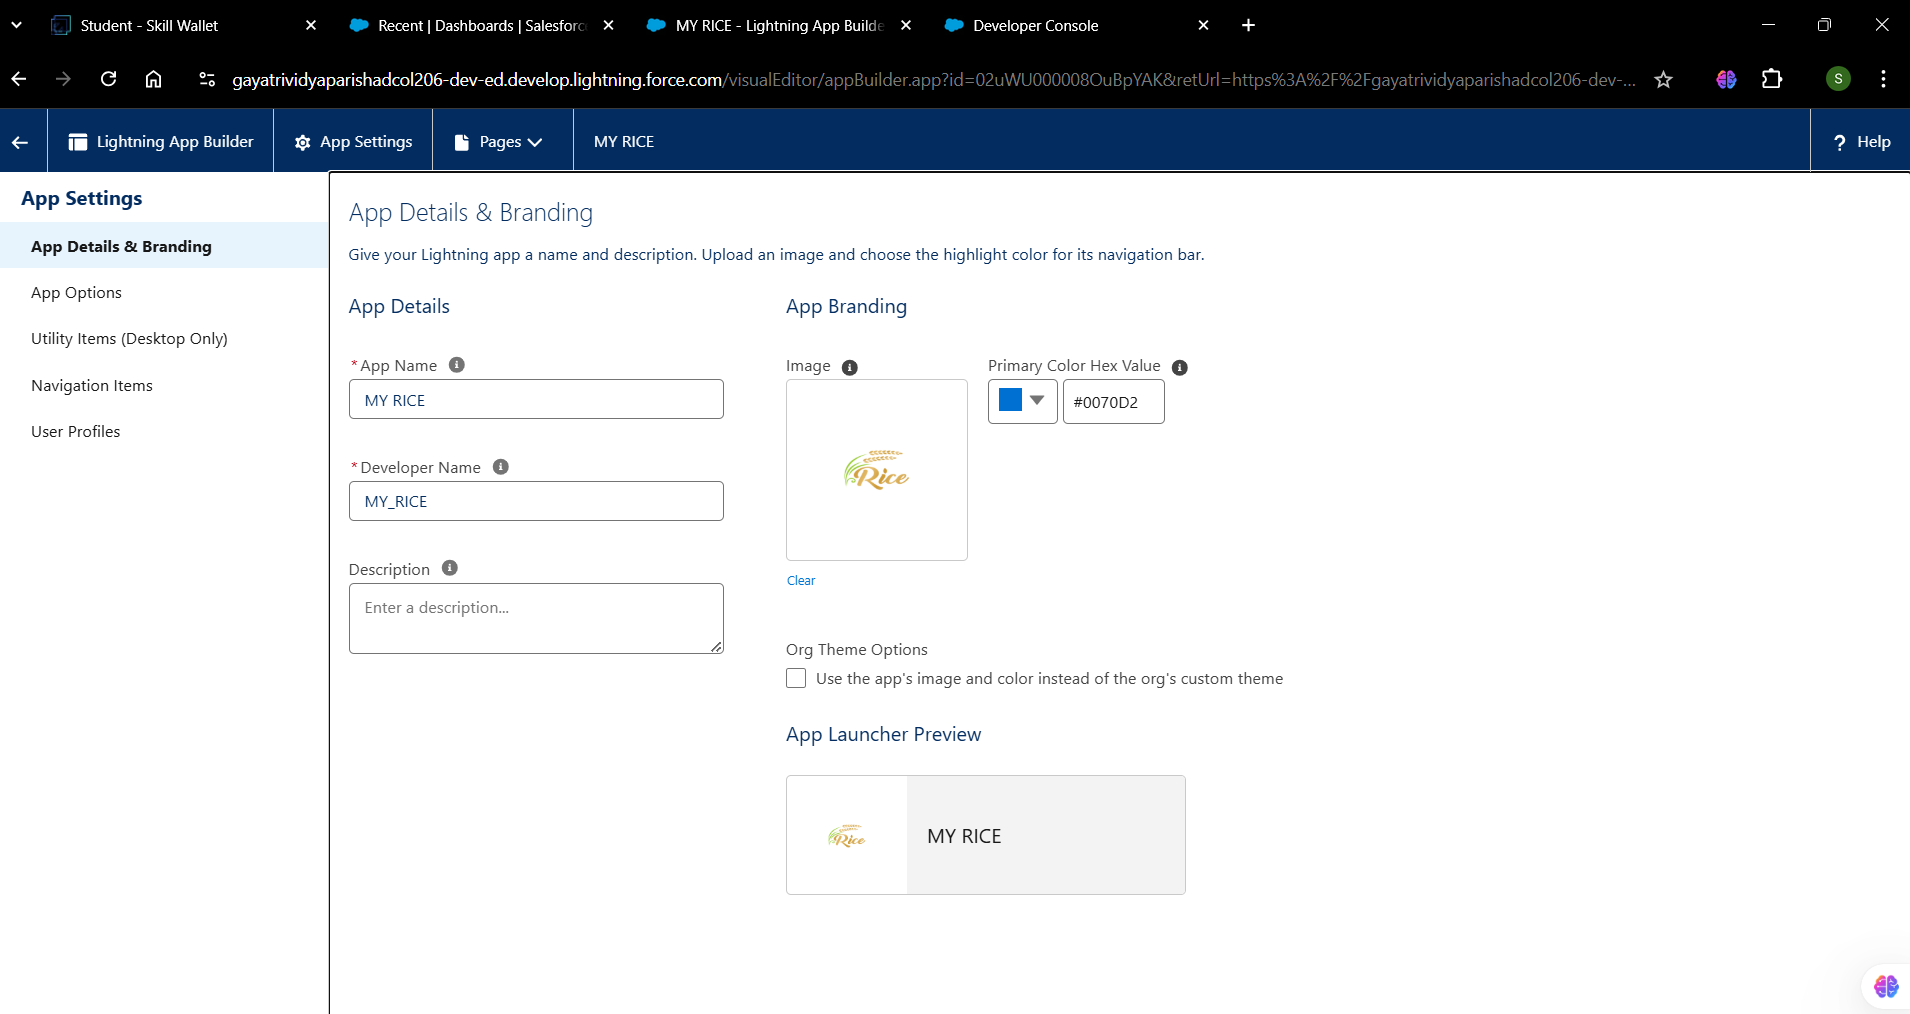 Student - Skill Wallet
Recent | Dashboards | Salesforc
MY RICE - Lightning App Builde
Developer Console
gayatrividyaparishadcol206-dev-ed.develop.lightning.force.com/visualEditor/appBuilder.app?id=02uWU000008OuBpYAK&retUrl=https%3A%2F%2Fgayatrividyaparishadcol206-dev-...
S
Lightning App Builder
App Settings
Pages
MY RICE
? Help
App Settings
App Details & Branding
App Options
Utility Items (Desktop Only)
Navigation Items
User Profiles
App Details & Branding
Give your Lightning app a name and description. Upload an image and choose the highlight color for its navigation bar.
App Details
* App Name
MY RICE
* Developer Name
MY_RICE
Description
Enter a description...
App Branding
Image
Rice
Clear
Primary Color Hex Value
#0070D2
Org Theme Options
Use the app's image and color instead of the org's custom theme
App Launcher Preview
Rice
MY RICE